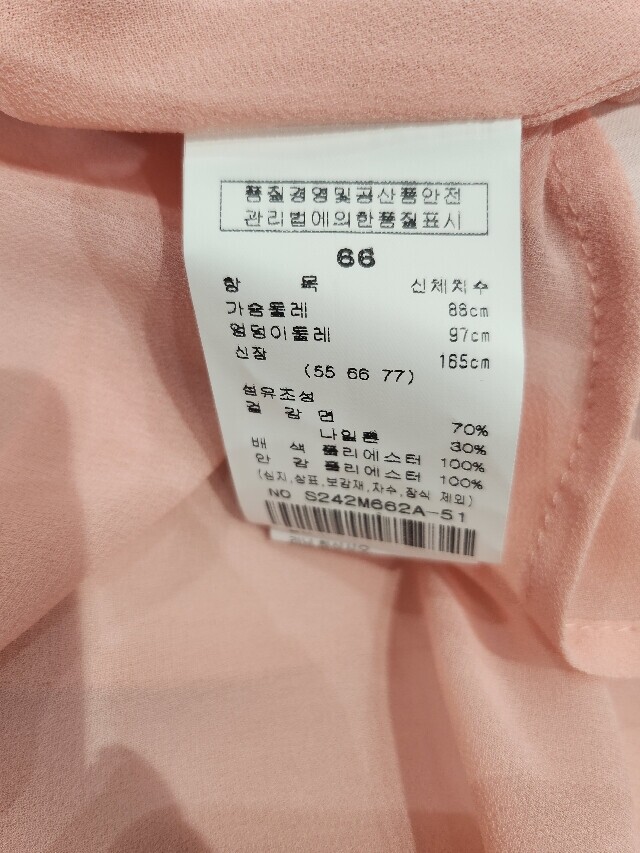 품질경영및공산품안전
관리법에의한품질표시
66
항 목 신체치수
가슴둘레 88cm
엉덩이둘레 97cm
신장 165cm
(55 66 77)
섬유조성
겉 감 면 70%
나일론 30%
배 색 폴리에스터 100%
안 감 폴리에스터 100%
(심지,상표,보강재,자수,장식 제외)
NO S242M662A-51